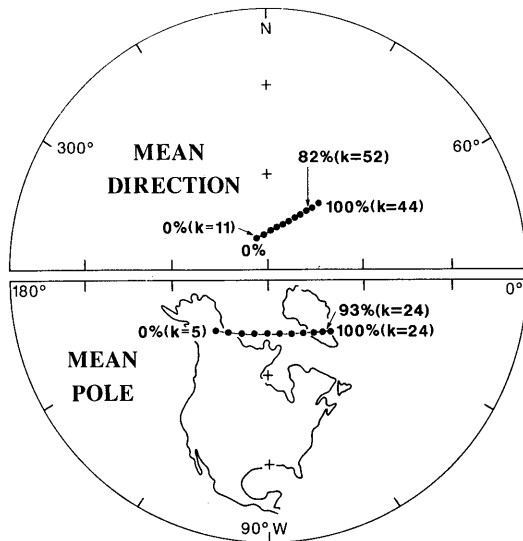 N
300°
60°
MEAN
DIRECTION
82%(k=52)
100%(k=44)
0%(k=11)
0%
180°
0°
93%(k=24)
0%(k=5)
100%(k=24)
MEAN
POLE
90° W